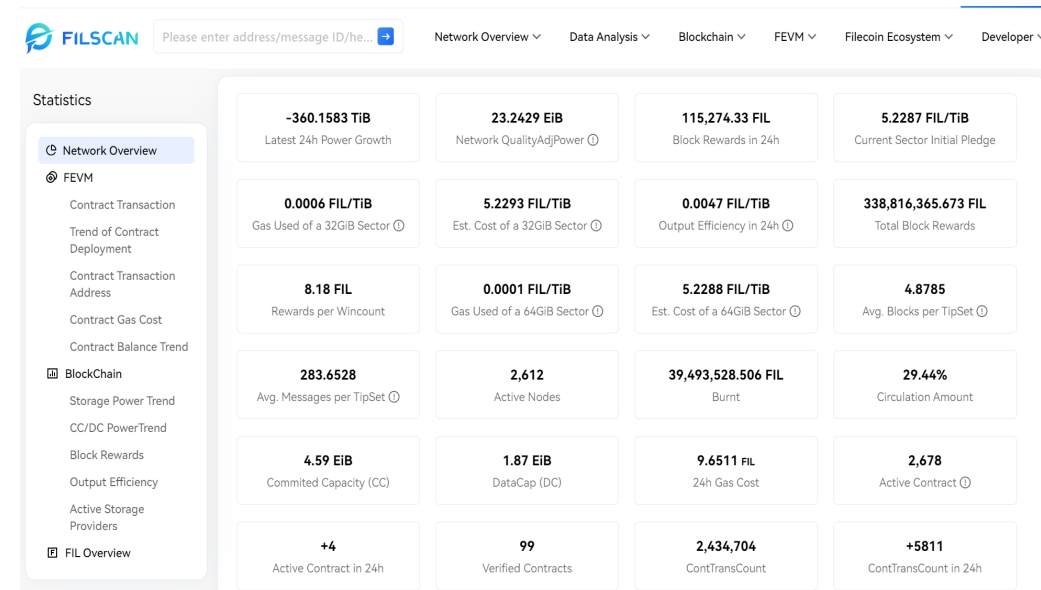 FILSCAN
Please enter address/message ID/he...
Network Overview
Data Analysis
Blockchain
FEVM
Filecoin Ecosystem
Developer
Statistics
Network Overview
FEVM
Contract Transaction
Trend of Contract
Deployment
Contract Transaction
Address
Contract Gas Cost
Contract Balance Trend
BlockChain
Storage Power Trend
CC/DC PowerTrend
Block Rewards
Output Efficiency
Active Storage
Providers
FIL Overview
-360.1583 TiB
Latest 24h Power Growth
23.2429 EiB
Network QualityAdjPower
115,274.33 FIL
Block Rewards in 24h
5.2287 FIL/TiB
Current Sector Initial Pledge
0.0006 FIL/TiB
Gas Used of a 32GiB Sector
5.2293 FIL/TiB
Est. Cost of a 32GiB Sector
0.0047 FIL/TiB
Output Efficiency in 24h
338,816,365.673 FIL
Total Block Rewards
8.18 FIL
Rewards per Wincount
0.0001 FIL/TiB
Gas Used of a 64GiB Sector
5.2288 FIL/TiB
Est. Cost of a 64GiB Sector
4.8785
Avg. Blocks per TipSet
283.6528
Avg. Messages per TipSet
2,612
Active Nodes
39,493,528.506 FIL
Burnt
29.44%
Circulation Amount
4.59 EiB
Commited Capacity (CC)
1.87 EiB
DataCap (DC)
9.6511 FIL
24h Gas Cost
2,678
Active Contract
+4
Active Contract in 24h
99
Verified Contracts
2,434,704
ContTransCount
+5811
ContTransCount in 24h